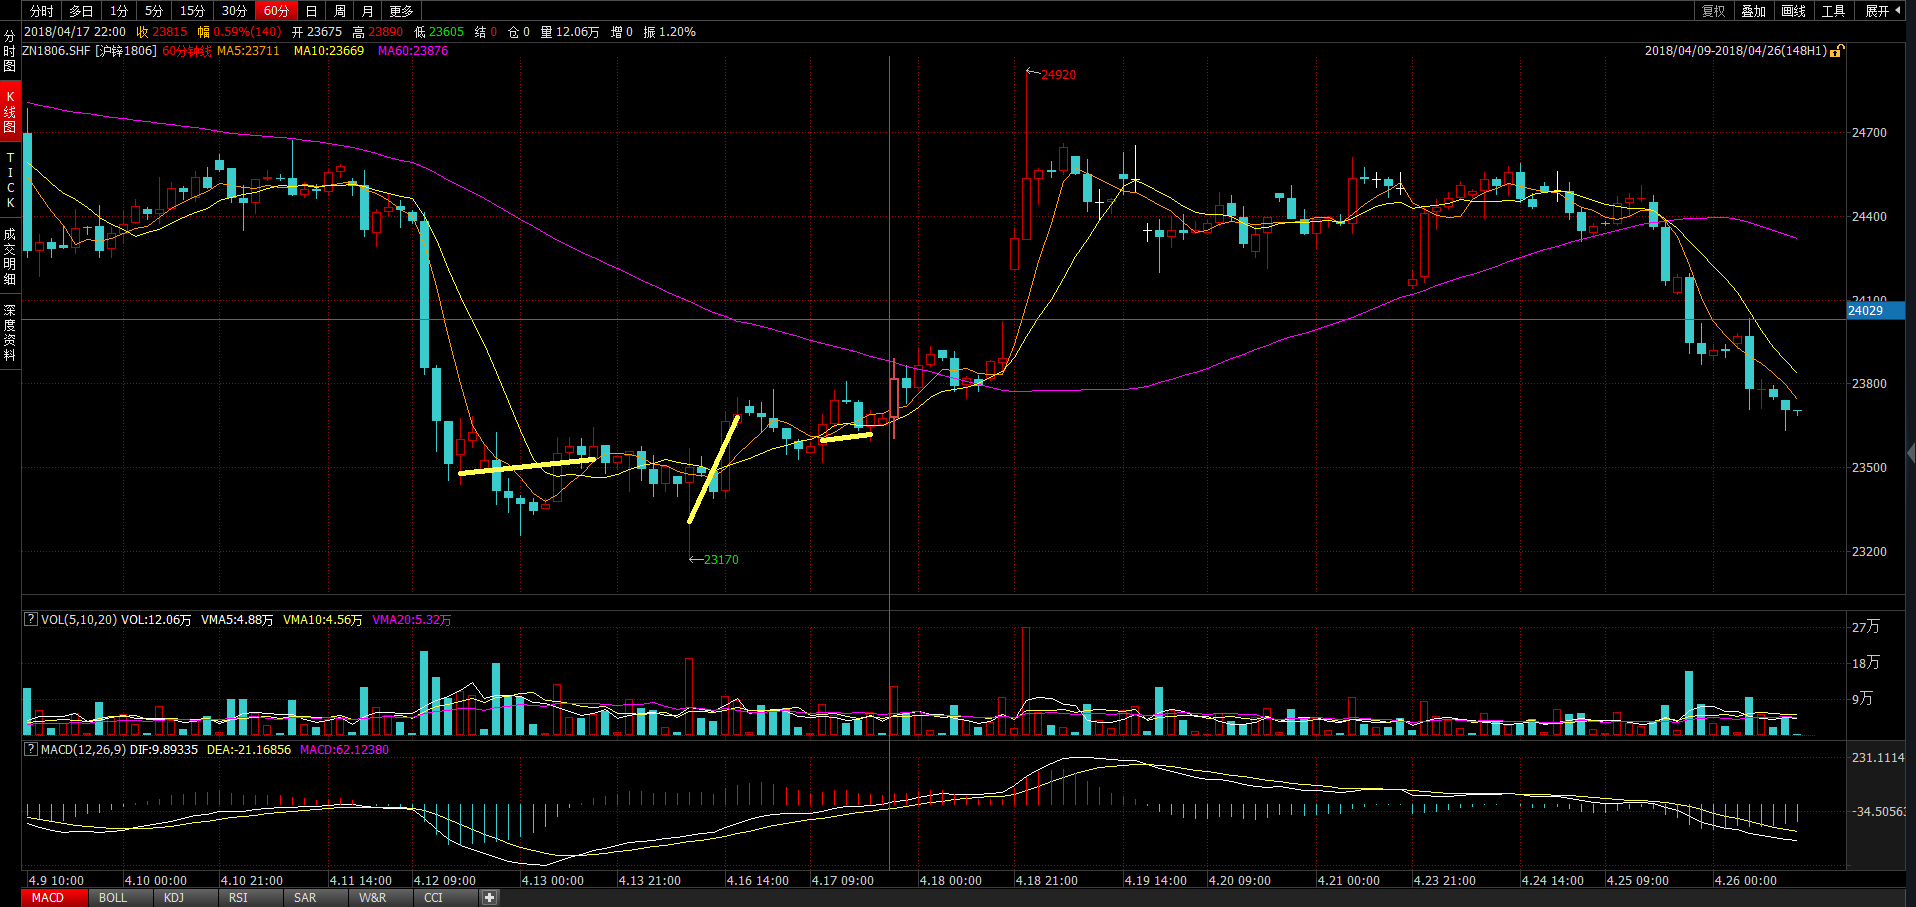 分时 多日 1分 5分 15分 30分 60分 日 周 月 更多 复权 叠加 画线 工具 展开
2018/04/17 22:00 收 23815 幅 0.59%(140) 开 23675 高 23890 低 23605 结 0 仓 0 量 12.06万 增 0 振 1.20%
ZN1806.SHF [沪锌1806] 60分钟线 MA5:23711 MA10:23669 MA60:23876 2018/04/09-2018/04/26(148H1)
分时图
K线图
TICK
成交明细
深度资料
24920
24700
24400
24100
24029
23800
23500
23200
23170
? VOL(5,10,20) VOL:12.06万 VMA5:4.88万 VMA10:4.56万 VMA20:5.32万
27万
18万
9万
? MACD(12,26,9) DIF:9.89335 DEA:-21.16856 MACD:62.12380
231.1114
-34.5056
4.9 10:00 4.10 00:00 4.10 21:00 4.11 14:00 4.12 09:00 4.13 00:00 4.13 21:00 4.16 14:00 4.17 09:00 4.18 00:00 4.18 21:00 4.19 14:00 4.20 09:00 4.21 00:00 4.23 21:00 4.24 14:00 4.25 09:00 4.26 00:00
MACD BOLL KDJ RSI SAR W&R CCI